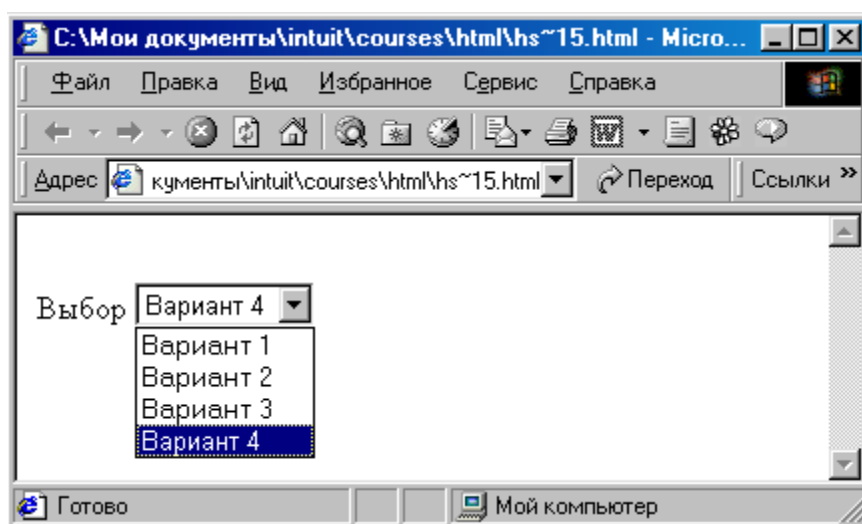 C:\Мои документы\intuit\courses\html\hs~15.html - Micro...
Файл Правка Вид Избранное Сервис Справка
Адрес кументы\intuit\courses\html\hs~15.html Переход Ссылки »
Выбор Вариант 4
Вариант 1
Вариант 2
Вариант 3
Вариант 4
Готово Мой компьютер